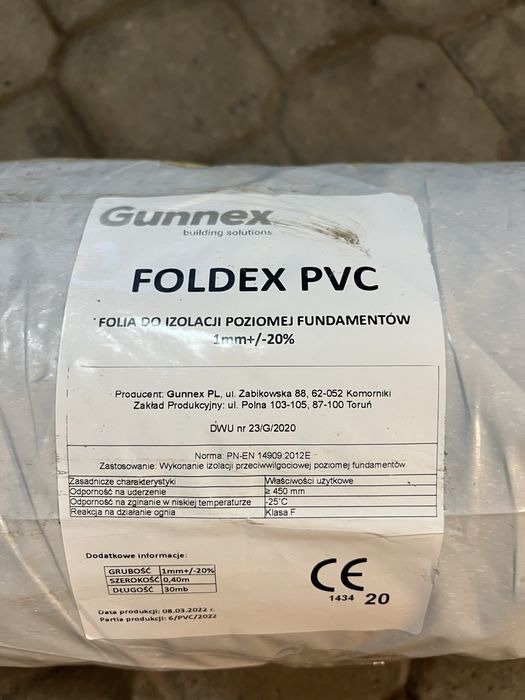 Gunnex
building solutions
FOLDEX PVC
FOLIA DO IZOLACJI POZIOMEJ FUNDAMENTÓW
1mm+/-20%
Producent: Gunnex PL, ul. Żabikowska 88, 62-052 Komorniki
Zakład Produkcyjny: ul. Polna 103-105, 87-100 Toruń
DWU nr 23/G/2020
Norma: PN-EN 14909:2012E
Zastosowanie: Wykonanie izolacji przeciwwilgociowej poziomej fundamentów
Zasadnicze charakterystyki Właściwości użytkowe
Odporność na uderzenie ≥ 450 mm
Odporność na zginanie w niskiej temperaturze -25°C
Reakcja na działanie ognia Klasa F
Dodatkowe informacje:
GRUBOŚĆ 1mm+/-20%
SZEROKOŚĆ 0,40m
DŁUGOŚĆ 30mb
CE
1434 20
Data produkcji: 08.03.2022 r.
Partia produkcji: 6/PVC/2022